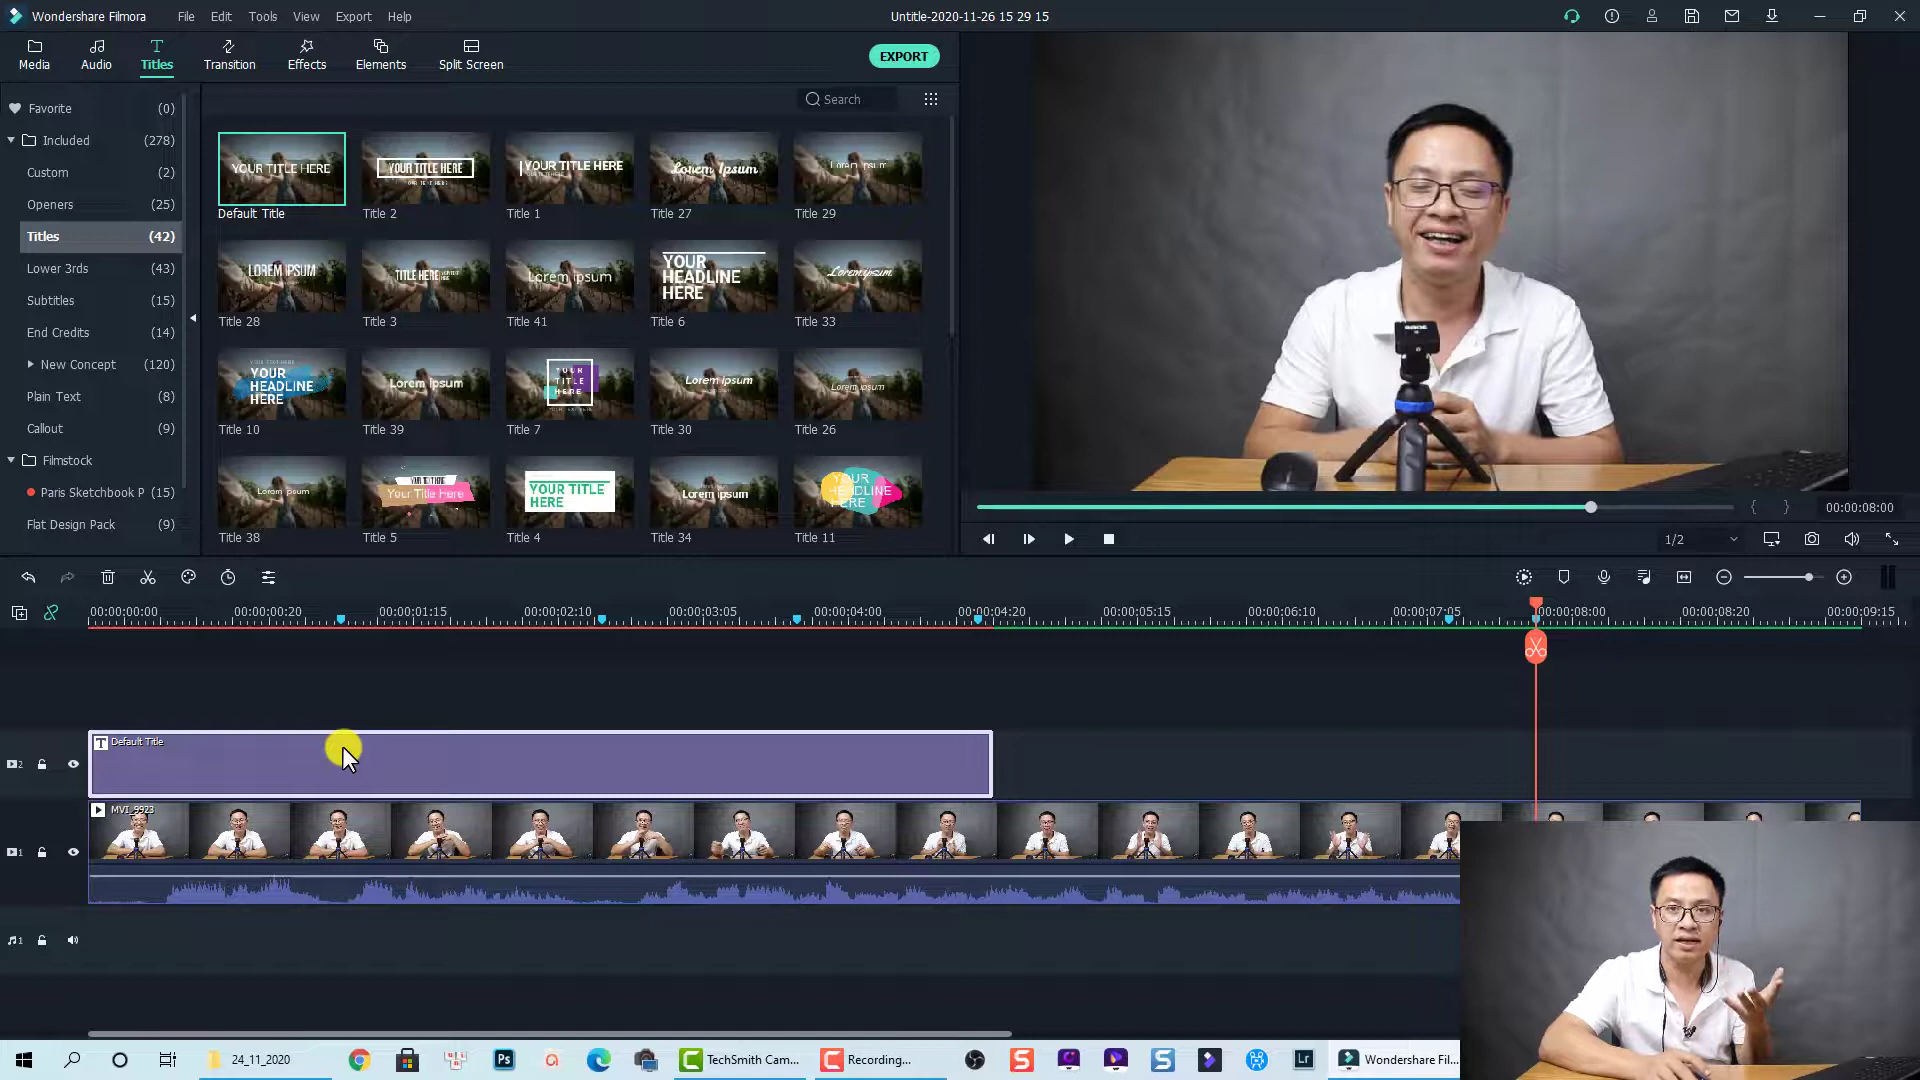 Wondershare Filmora File Edit Tools View Export Help Untitle-2020-11-26 15 29 15
Media Audio Titles Transition Effects Elements Split Screen EXPORT
Favorite (0)
Included (278)
Custom (2)
Openers (25)
Titles (42)
Lower 3rds (43)
Subtitles (15)
End Credits (14)
New Concept (120)
Plain Text (8)
Callout (9)
Filmstock
Paris Sketchbook P (15)
Flat Design Pack (9)
Search
YOUR TITLE HERE
YOUR TITLE HERE
YOUR TITLE HERE
Lorem Ipsum
Lorem Ipsum
Default Title Title 2 Title 1 Title 27 Title 29
LOREM IPSUM
TITLE HERE
Lorem Ipsum
YOUR
HEADLINE
HERE
Lorem ipsum
Title 28 Title 3 Title 41 Title 6 Title 33
YOUR
HEADLINE
HERE
Lorem Ipsum
YOUR
TITLE
HERE
Lorem Ipsum
Lorem Ipsum
Title 10 Title 39 Title 7 Title 30 Title 26
Lorem Ipsum
Your Title Here
YOUR TITLE
HERE
Lorem Ipsum
YOUR
HEADLINE
HERE
Title 38 Title 5 Title 4 Title 34 Title 11
00:00:08:00
1/2
00:00:00:00 00:00:00:20 00:00:01:15 00:00:02:10 00:00:03:05 00:00:04:00 00:00:04:20 00:00:05:15 00:00:06:10 00:00:07:05 00:00:08:00 00:00:08:20 00:00:09:15
2
T Default Title
1
MVI_9923
1
24_11_2020 Ps TechSmith Cam... Recording... Lrc Wondershare Fil...